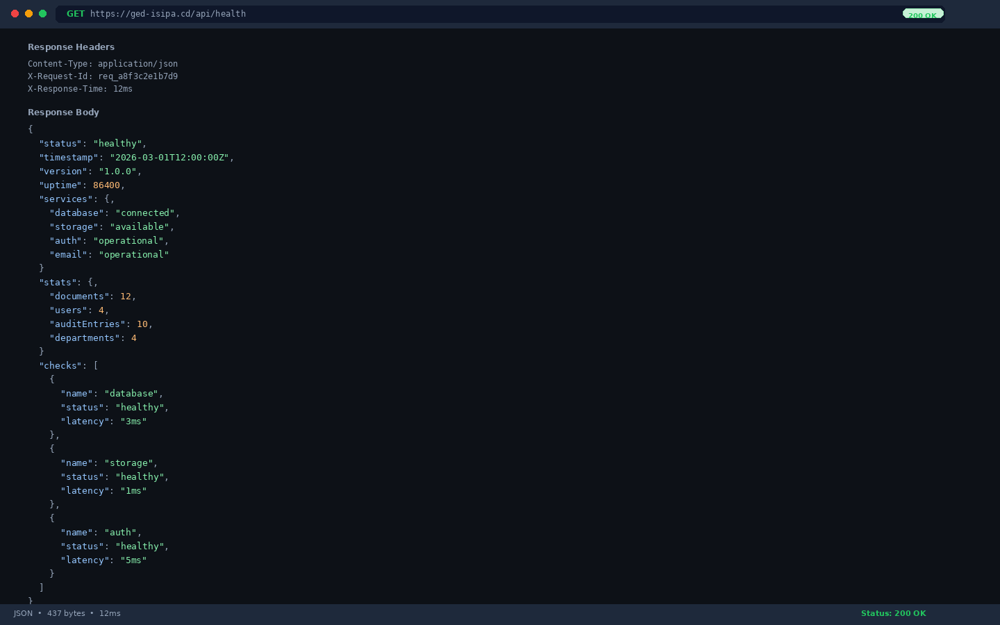 GET https://ged-isipa.cd/api/health 200 OK
Response Headers
Content-Type: application/json
X-Request-Id: req_a8f3c2e1b7d9
X-Response-Time: 12ms
Response Body
{
  "status": "healthy",
  "timestamp": "2026-03-01T12:00:00Z",
  "version": "1.0.0",
  "uptime": 86400,
  "services": {,
    "database": "connected",
    "storage": "available",
    "auth": "operational",
    "email": "operational"
  }
  "stats": {,
    "documents": 12,
    "users": 4,
    "auditEntries": 10,
    "departments": 4
  }
  "checks": [
    {
      "name": "database",
      "status": "healthy",
      "latency": "3ms"
    },
    {
      "name": "storage",
      "status": "healthy",
      "latency": "1ms"
    },
    {
      "name": "auth",
      "status": "healthy",
      "latency": "5ms"
    }
  ]
}
JSON • 437 bytes • 12ms Status: 200 OK